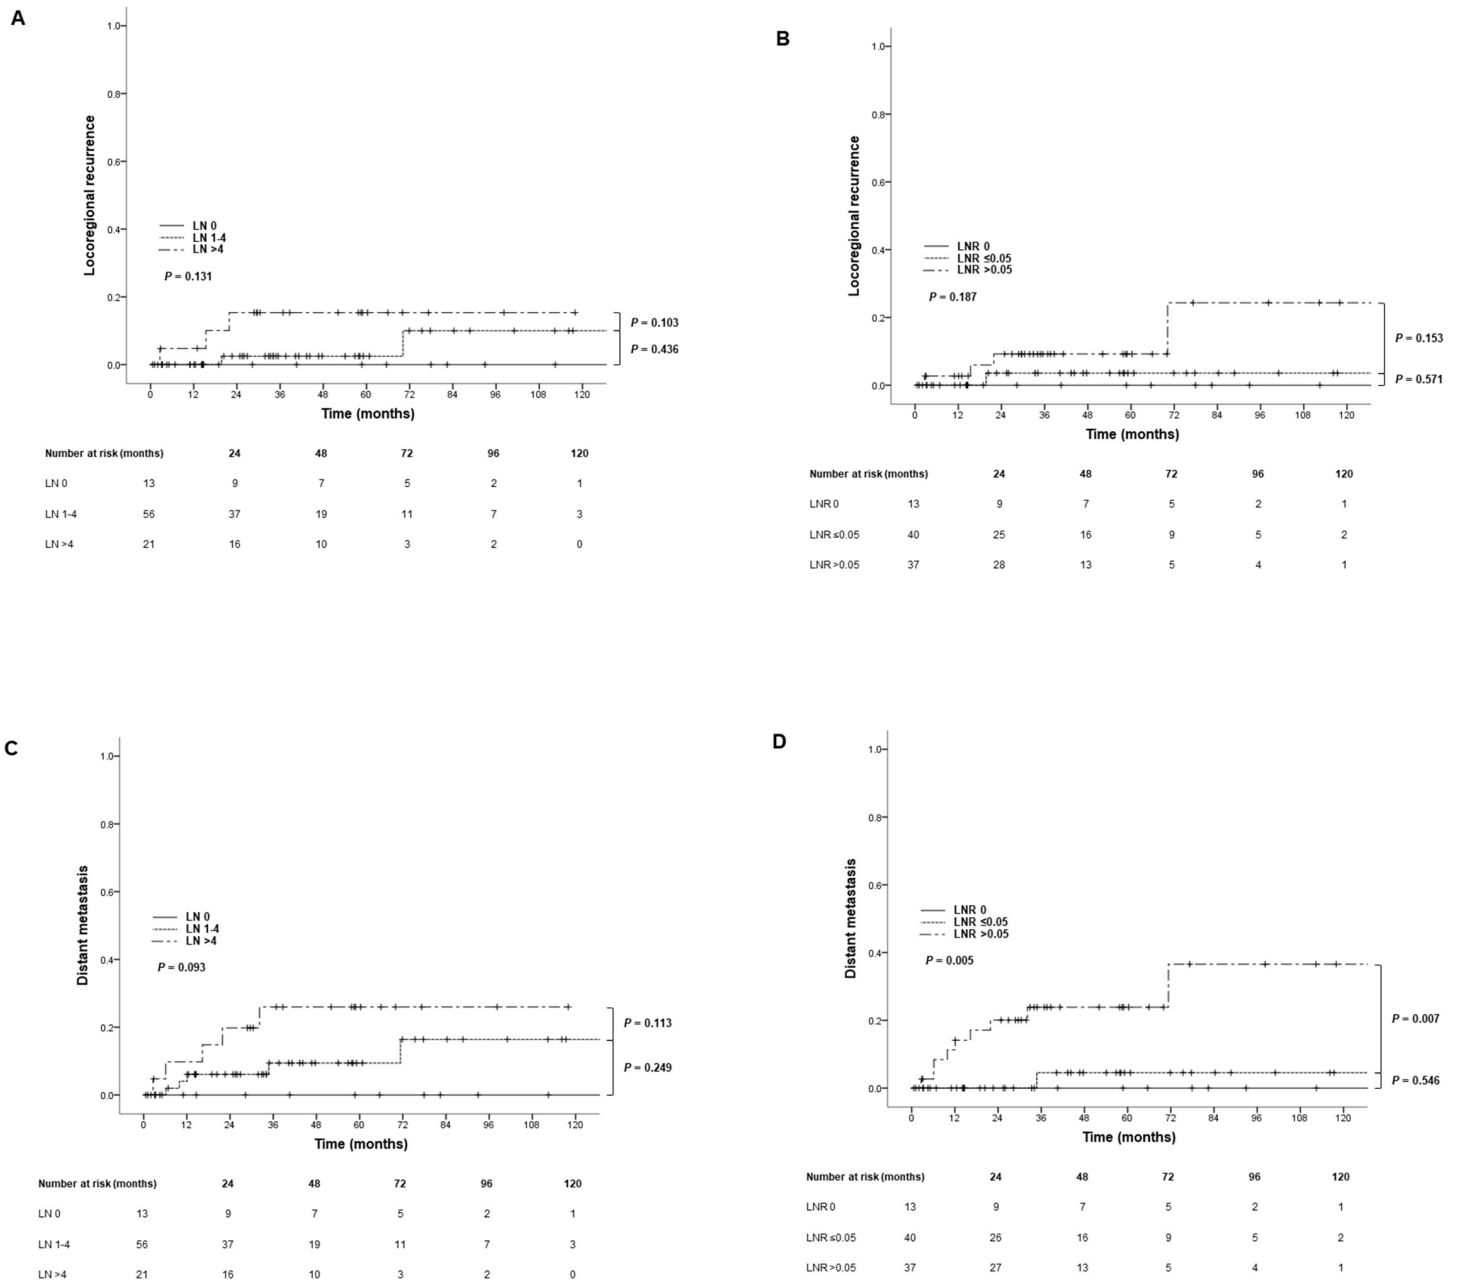 A
Locoregional recurrence
1.0
0.8
0.6
0.4
0.2
0.0
LN 0
LN 1-4
LN >4
P = 0.131
P = 0.103
P = 0.436
0 12 24 36 48 60 72 84 96 108 120
Time (months)
Number at risk (months) 24 48 72 96 120
LN 0 13 9 7 5 2 1
LN 1-4 56 37 19 11 7 3
LN >4 21 16 10 3 2 0
B
Locoregional recurrence
1.0
0.8
0.6
0.4
0.2
0.0
LNR 0
LNR ≤0.05
LNR >0.05
P = 0.187
P = 0.153
P = 0.571
0 12 24 36 48 60 72 84 96 108 120
Time (months)
Number at risk (months) 24 48 72 96 120
LNR 0 13 9 7 5 2 1
LNR ≤0.05 40 25 16 9 5 2
LNR >0.05 37 28 13 5 4 1
C
Distant metastasis
1.0
0.8
0.6
0.4
0.2
0.0
LN 0
LN 1-4
LN >4
P = 0.093
P = 0.113
P = 0.249
0 12 24 36 48 60 72 84 96 108 120
Time (months)
Number at risk (months) 24 48 72 96 120
LN 0 13 9 7 5 2 1
LN 1-4 56 37 19 11 7 3
LN >4 21 16 10 3 2 0
D
Distant metastasis
1.0
0.8
0.6
0.4
0.2
0.0
LNR 0
LNR ≤0.05
LNR >0.05
P = 0.005
P = 0.007
P = 0.546
0 12 24 36 48 60 72 84 96 108 120
Time (months)
Number at risk (months) 24 48 72 96 120
LNR 0 13 9 7 5 2 1
LNR ≤0.05 40 26 16 9 5 2
LNR >0.05 37 27 13 5 4 1